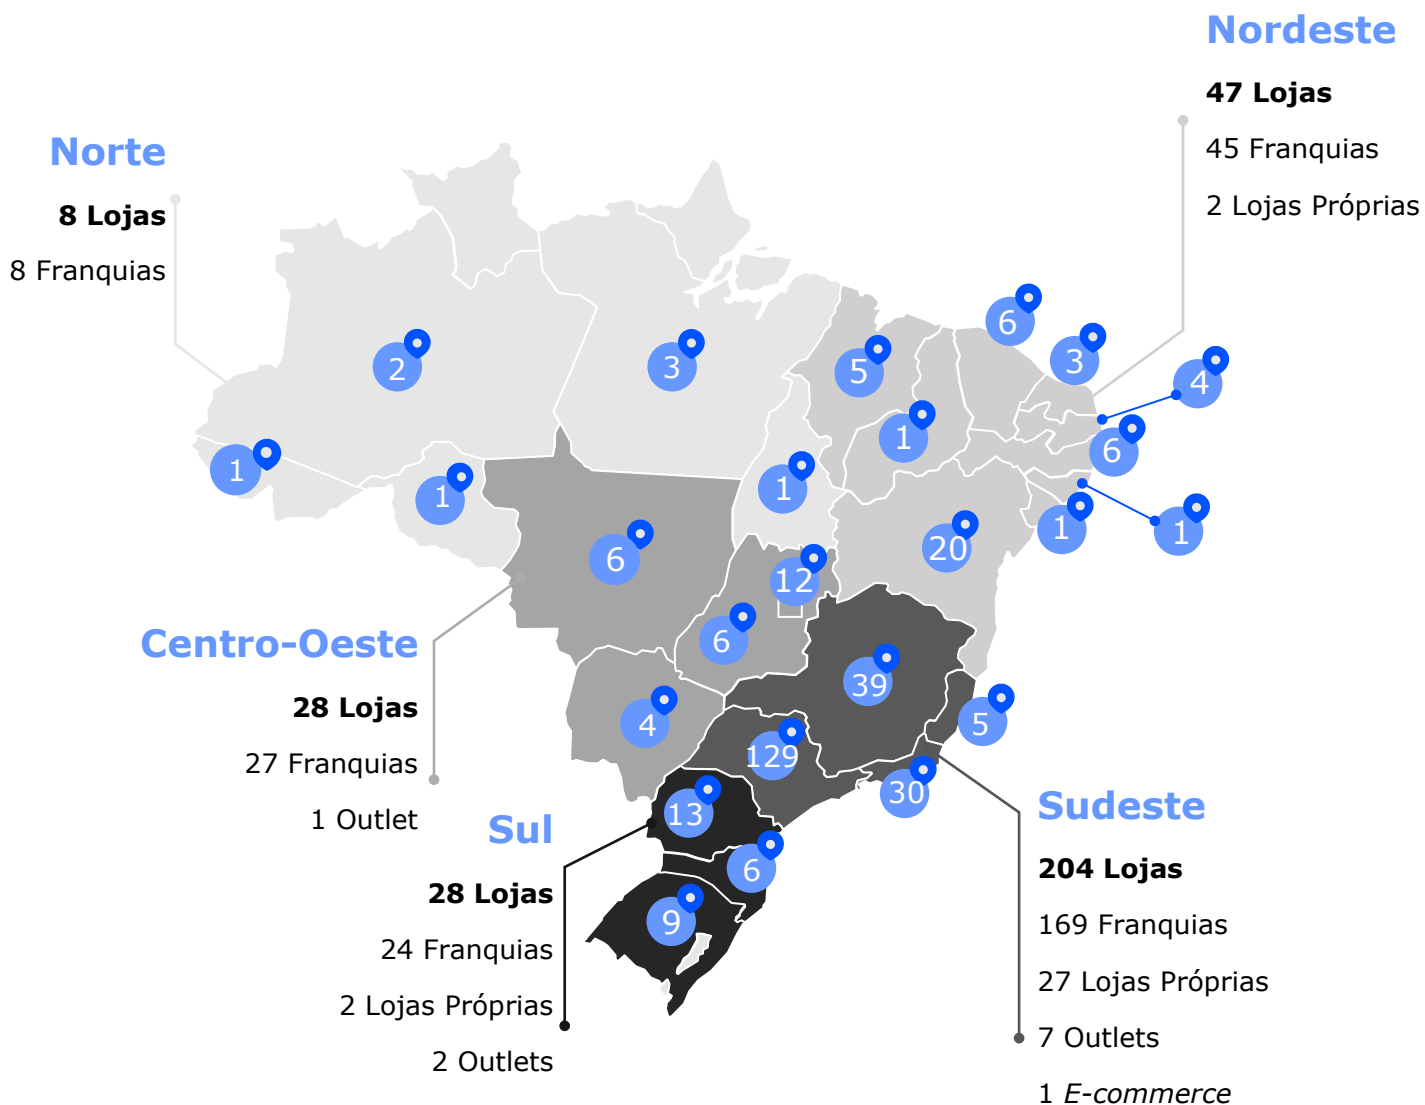 Nordeste
47 Lojas
45 Franquias
2 Lojas Próprias
Norte
8 Lojas
8 Franquias
6
3
4
5
2
3
1
6
1
1
1
1
1
20
6
12
6
Centro-Oeste
28 Lojas
27 Franquias
1 Outlet
39
4
5
129
30
13
6
9
Sul
28 Lojas
24 Franquias
2 Lojas Próprias
2 Outlets
Sudeste
204 Lojas
169 Franquias
27 Lojas Próprias
7 Outlets
1 E-commerce